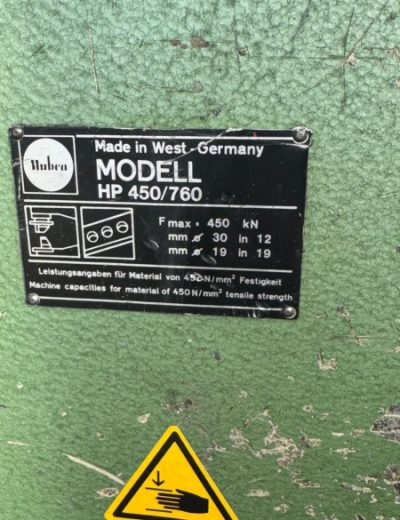 Mubea
Made in West-Germany
MODELL
HP 450/760
F max = 450 kN
mm ⌀ 30 in 12
mm ⌀ 19 in 19
Leistungsangaben für Material von 450 N/mm² Festigkeit
Machine capacities for material of 450 N/mm² tensile strength